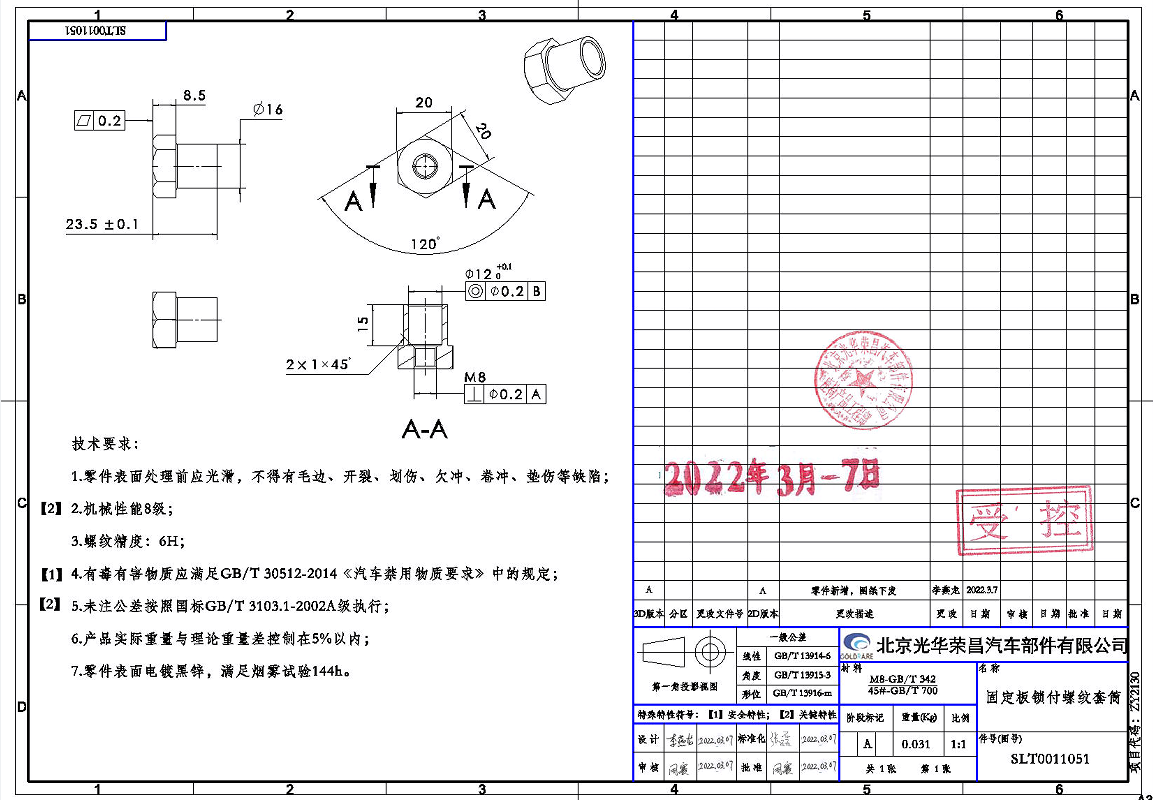 1 2 3 4 5 6
SLT0011051
A
A
8.5
⌀16
0.2
23.5 ±0.1
20
20
A
A
120°
B
B
⌀12 +0.1 0
⌀0.2 B
15
2×1×45°
M8
⌀0.2 A
A-A
技术要求：
1.零件表面处理前应光滑，不得有毛边、开裂、划伤、欠冲、卷冲、垫伤等缺陷；
【2】2.机械性能8级；
3.螺纹精度：6H；
【1】4.有毒有害物质应满足GB/T 30512-2014《汽车禁用物质要求》中的规定；
【2】5.未注公差按照国标GB/T 3103.1-2002A级执行；
6.产品实际重量与理论重量差控制在5%以内；
7.零件表面电镀黑锌，满足烟雾试验144h。
C
C
D
D
2022年3月-7日
受控
A A 零件新增，图纸下发 李燕龙 2022.3.7
3D版本 分区 更改文件号 2D版本 更改描述 更改 日期 审核 日期 批准 日期
第一角投影视图
一般公差
线性 GB/T 13914-6
角度 GB/T 13915-3
形位 GB/T 13916-m
特殊特性符号：【1】安全特性；【2】关键特性
设计 2022.03.07 标准化 2022.03.07
审核 2022.03.07 批准 2022.03.07
北京光华荣昌汽车部件有限公司
GOLDRARE
材料
M8-GB/T 342
45#-GB/T 700
名称
固定板锁付螺纹套筒
阶段标记 重量(Kg) 比例
A 0.031 1:1
共 1 张 第 1 张
件号(图号)
SLT0011051
项目代码：ZY2130
1 2 3 4 5 6
A3